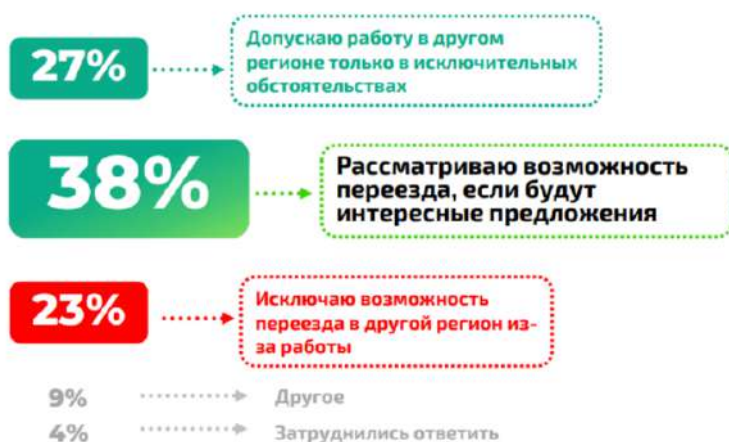 27%
Допускаю работу в другом
регионе только в исключительных
обстоятельствах
38%
Рассматриваю возможность
переезда, если будут
интересные предложения
23%
Исключаю возможность
переезда в другой регион из-
за работы
9%
Другое
4%
Затруднились ответить